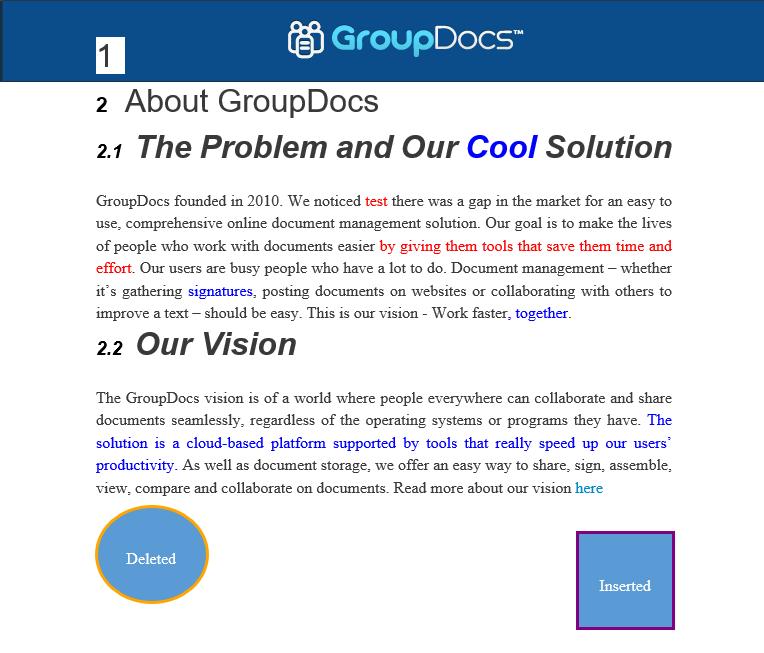 GroupDocs™
1
2 About GroupDocs
2.1 The Problem and Our Cool Solution
GroupDocs founded in 2010. We noticed test there was a gap in the market for an easy to
use, comprehensive online document management solution. Our goal is to make the lives
of people who work with documents easier by giving them tools that save them time and
effort. Our users are busy people who have a lot to do. Document management – whether
it’s gathering signatures, posting documents on websites or collaborating with others to
improve a text – should be easy. This is our vision - Work faster, together.
2.2 Our Vision
The GroupDocs vision is of a world where people everywhere can collaborate and share
documents seamlessly, regardless of the operating systems or programs they have. The
solution is a cloud-based platform supported by tools that really speed up our users’
productivity. As well as document storage, we offer an easy way to share, sign, assemble,
view, compare and collaborate on documents. Read more about our vision here
Deleted
Inserted